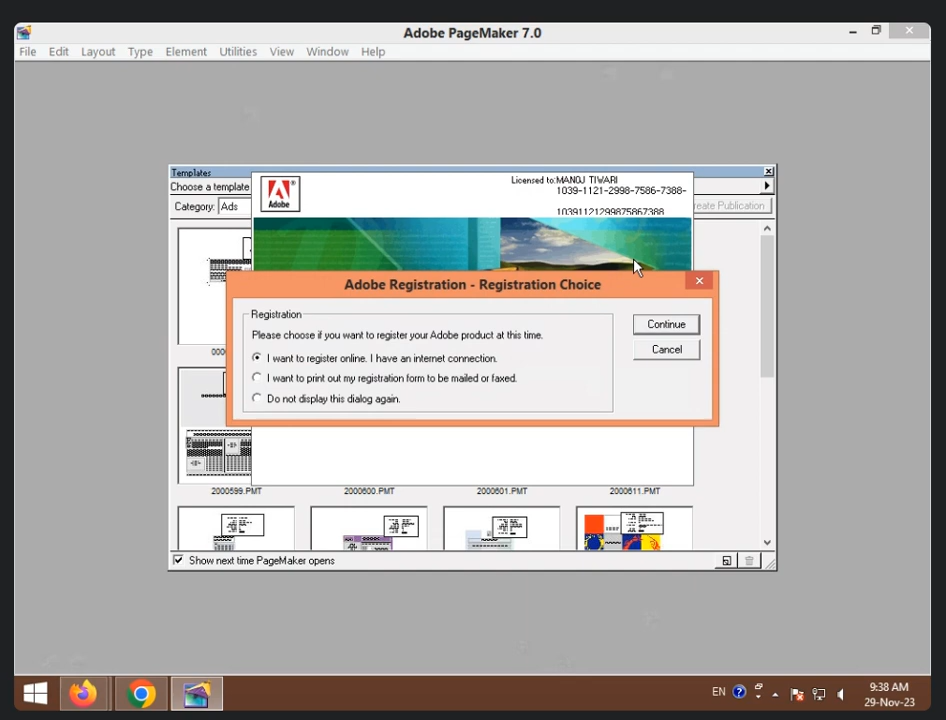 Adobe PageMaker 7.0
File Edit Layout Type Element Utilities View Window Help
Templates
Choose a template
Category: Ads
Create Publication
Adobe
Licensed to:MANOJ TIWARI
1039-1121-2998-7586-7388-
10391121299875867388
Adobe Registration - Registration Choice
Registration
Please choose if you want to register your Adobe product at this time.
I want to register online. I have an internet connection.
I want to print out my registration form to be mailed or faxed.
Do not display this dialog again.
Continue
Cancel
2000599.PMT 2000600.PMT 2000601.PMT 2000611.PMT
Show next time PageMaker opens
EN
9:38 AM
29-Nov-23